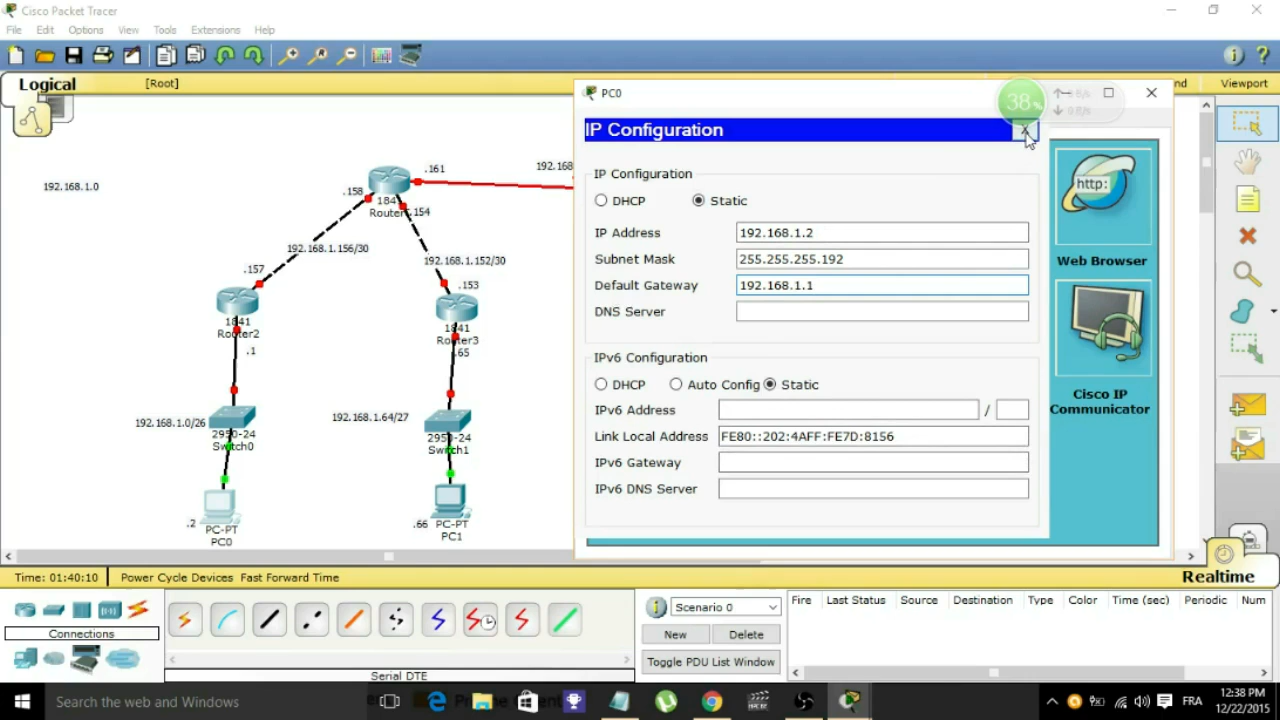 Cisco Packet Tracer
File Edit Options View Tools Extensions Help
Logical
[Root]
nd
Viewport
192.168.1.0
.161
192.168
.158
1841
Router
.154
192.168.1.156/30
192.168.1.152/30
.157
.153
1841
Router2
1841
Router3
.1
.65
192.168.1.0/26
192.168.1.64/27
2950-24
Switch0
2950-24
Switch1
.2
PC-PT
PC0
.66
PC-PT
PC1
PC0
38%
IP Configuration
X
IP Configuration
DHCP Static
IP Address 192.168.1.2
Subnet Mask 255.255.255.192
Default Gateway 192.168.1.1
DNS Server
IPv6 Configuration
DHCP Auto Config Static
IPv6 Address /
Link Local Address FE80::202:4AFF:FE7D:8156
IPv6 Gateway
IPv6 DNS Server
http:
Web Browser
Cisco IP
Communicator
Time: 01:40:10 Power Cycle Devices Fast Forward Time
Realtime
Connections
Serial DTE
Scenario 0
New Delete
Toggle PDU List Window
Fire Last Status Source Destination Type Color Time (sec) Periodic Num
Search the web and Windows
FRA
12:38 PM
12/22/2015